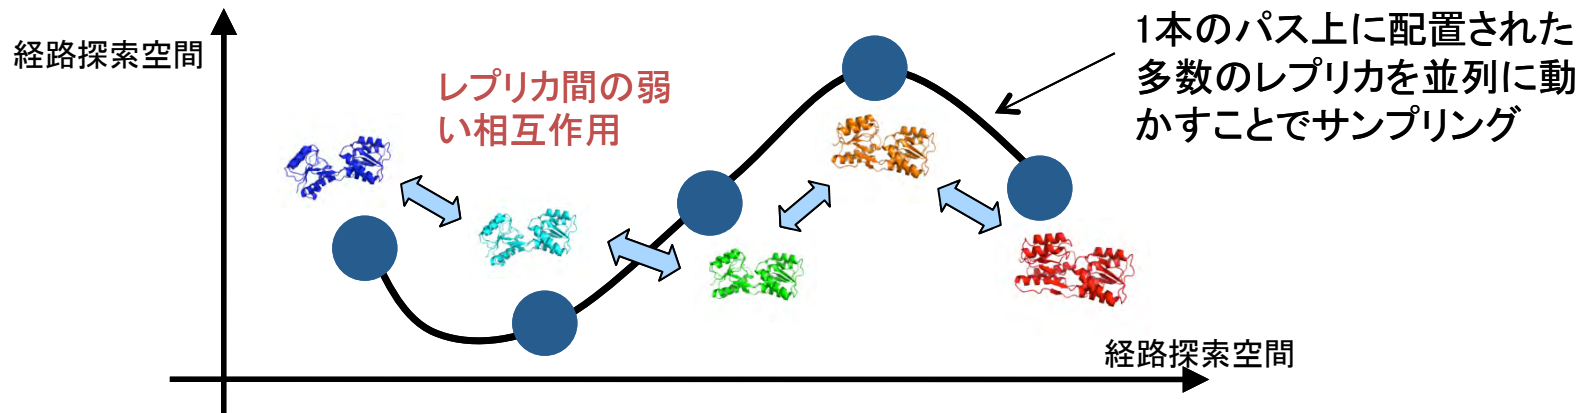 経路探索空間
レプリカ間の弱
い相互作用
1本のパス上に配置された
多数のレプリカを並列に動
かすことでサンプリング
経路探索空間